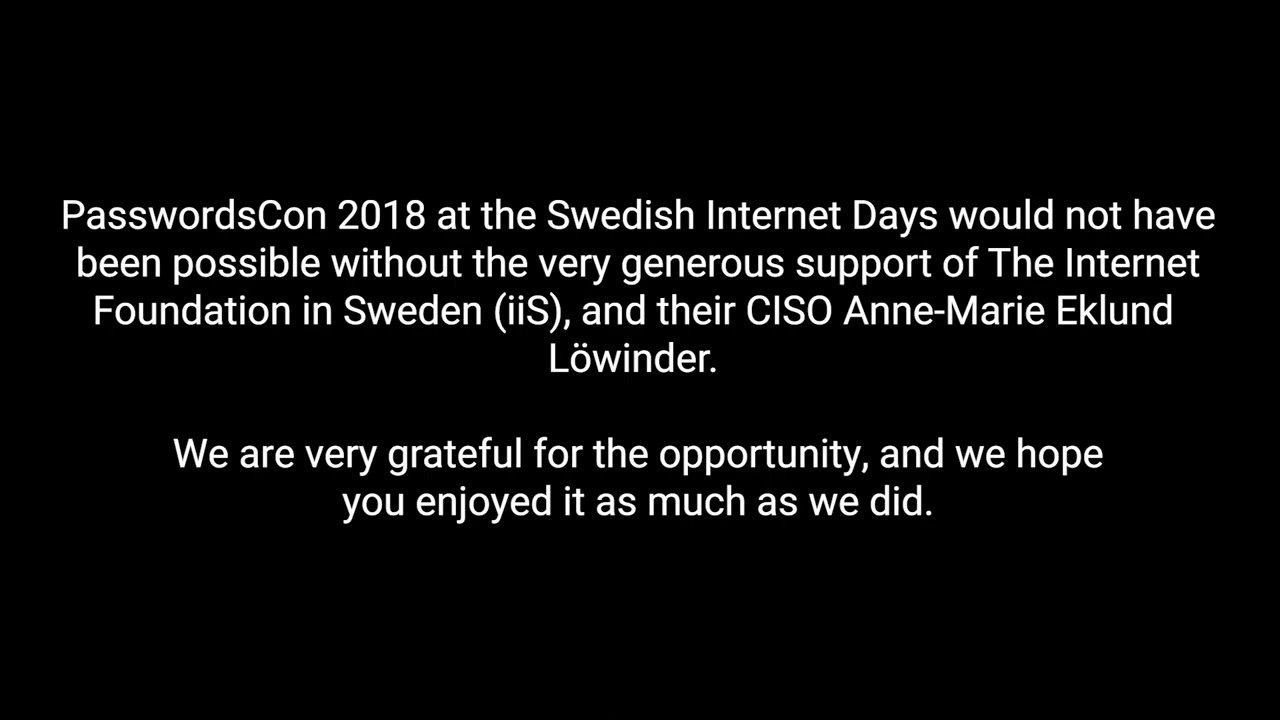 PasswordsCon 2018 at the Swedish Internet Days would not have
been possible without the very generous support of The Internet
Foundation in Sweden (iiS), and their CISO Anne-Marie Eklund
Löwinder.
We are very grateful for the opportunity, and we hope
you enjoyed it as much as we did.